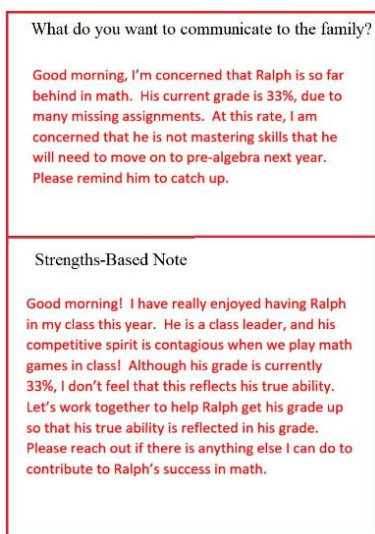 What do you want to communicate to the family?
Good morning, I'm concerned that Ralph is so far
behind in math.  His current grade is 33%, due to
many missing assignments.  At this rate, I am
concerned that he is not mastering skills that he
will need to move on to pre-algebra next year.
Please remind him to catch up.
Strengths-Based Note
Good morning!  I have really enjoyed having Ralph
in my class this year.  He is a class leader, and his
competitive spirit is contagious when we play math
games in class!  Although his grade is currently
33%, I don't feel that this reflects his true ability.
Let's work together to help Ralph get his grade up
so that his true ability is reflected in his grade.
Please reach out if there is anything else I can do to
contribute to Ralph's success in math.